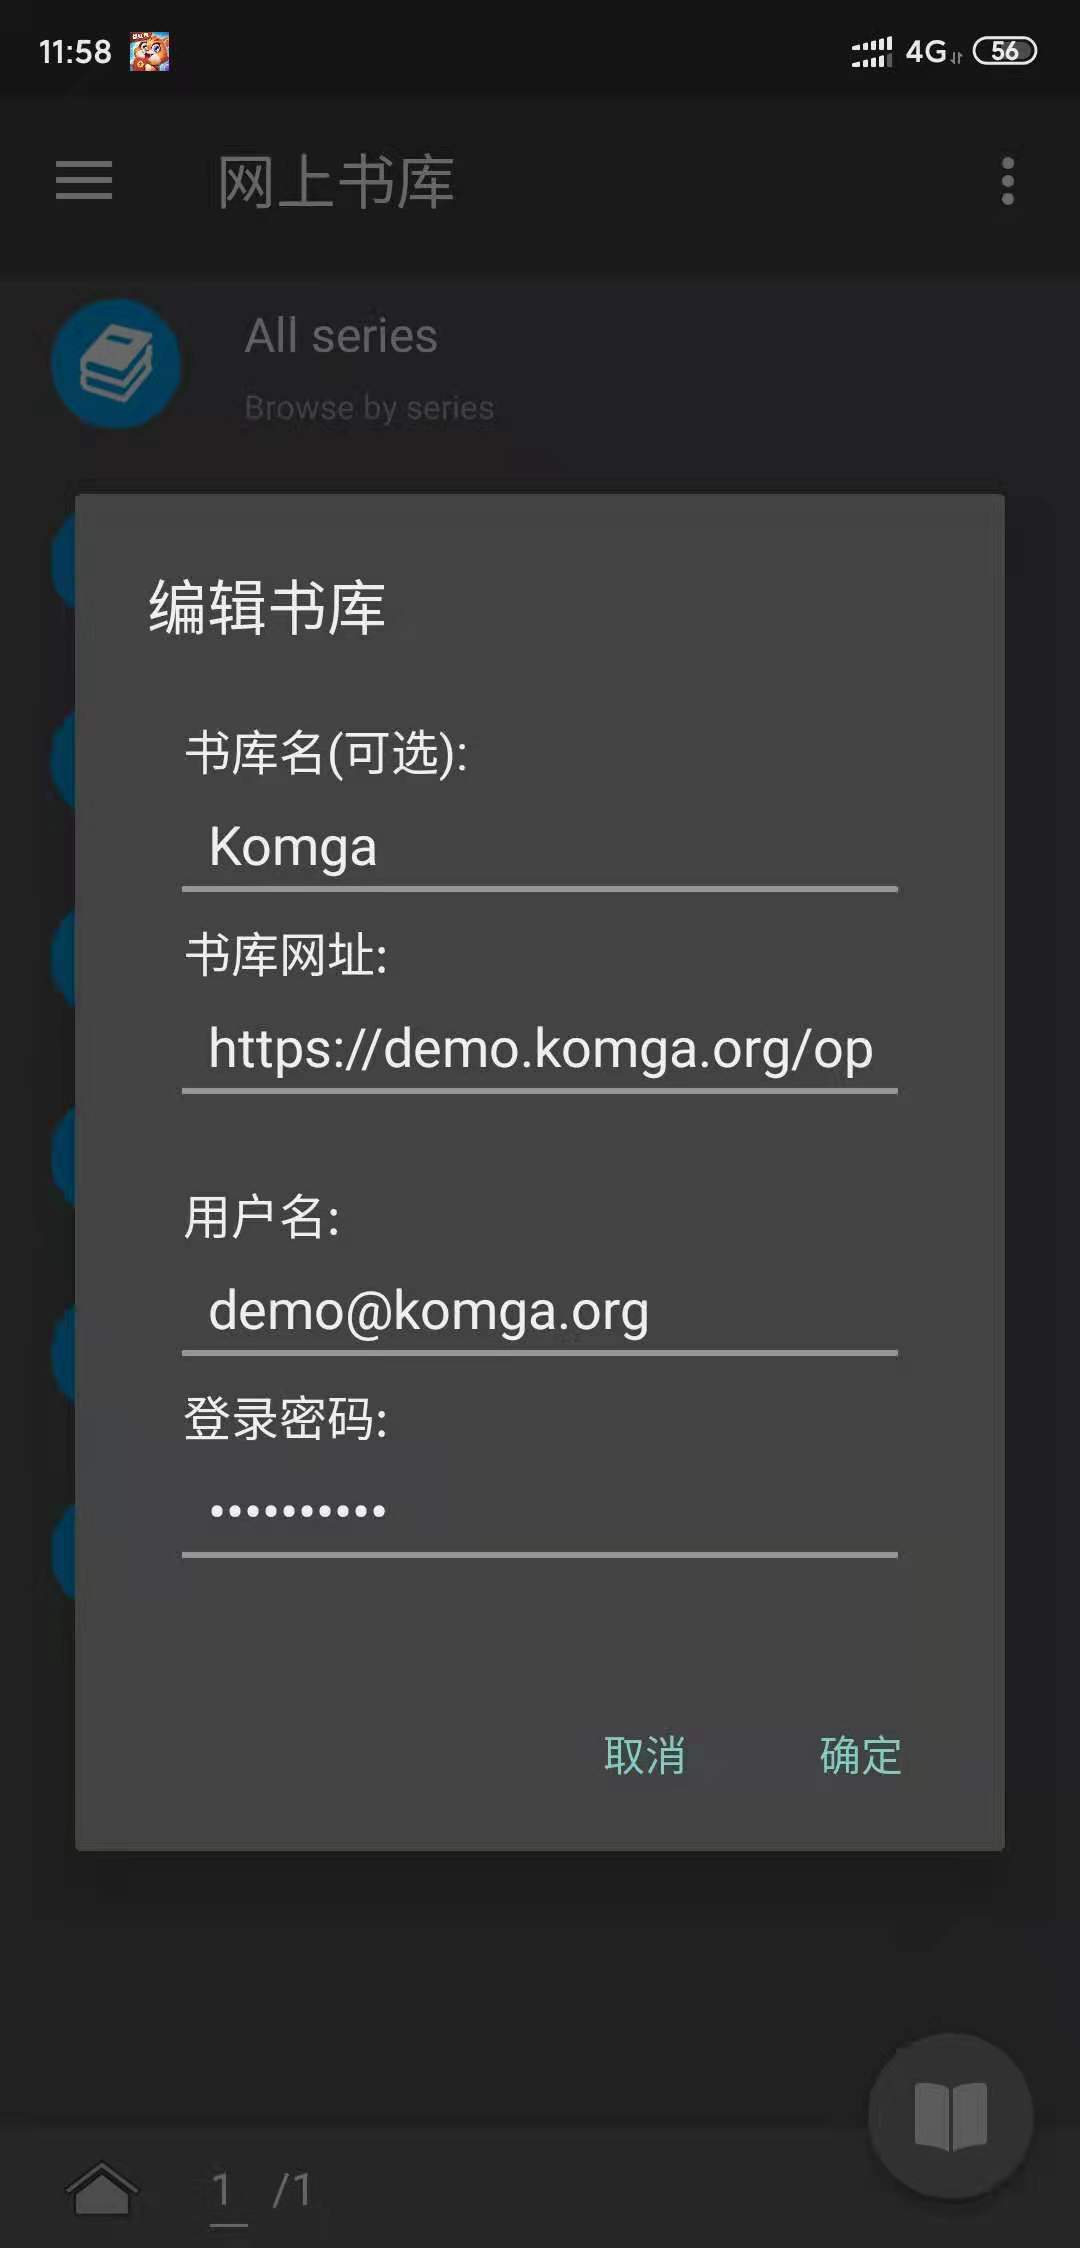 11:58
4G 56
网上书库
All series
Browse by series
编辑书库
书库名(可选):
Komga
书库网址:
https://demo.komga.org/op
用户名:
demo@komga.org
登录密码:
••••••••••
取消 确定
1 /1